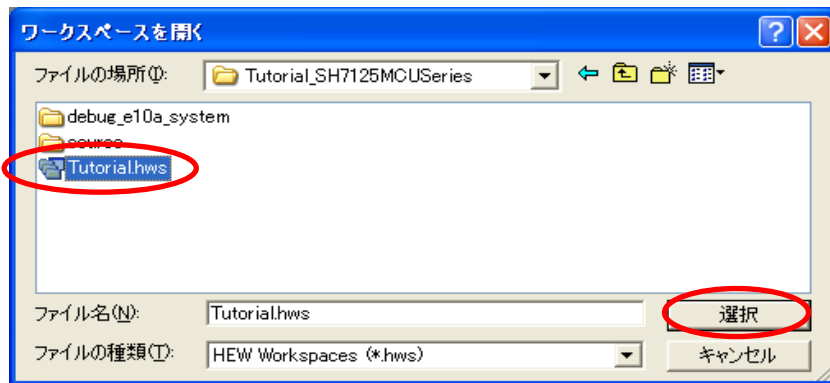 ワークスペースを開く
ファイルの場所(I): Tutorial_SH7125MCUSeries
debug_e10a_system
source
Tutorial.hws
ファイル名(N): Tutorial.hws 選択
ファイルの種類(T): HEW Workspaces (*.hws) キャンセル